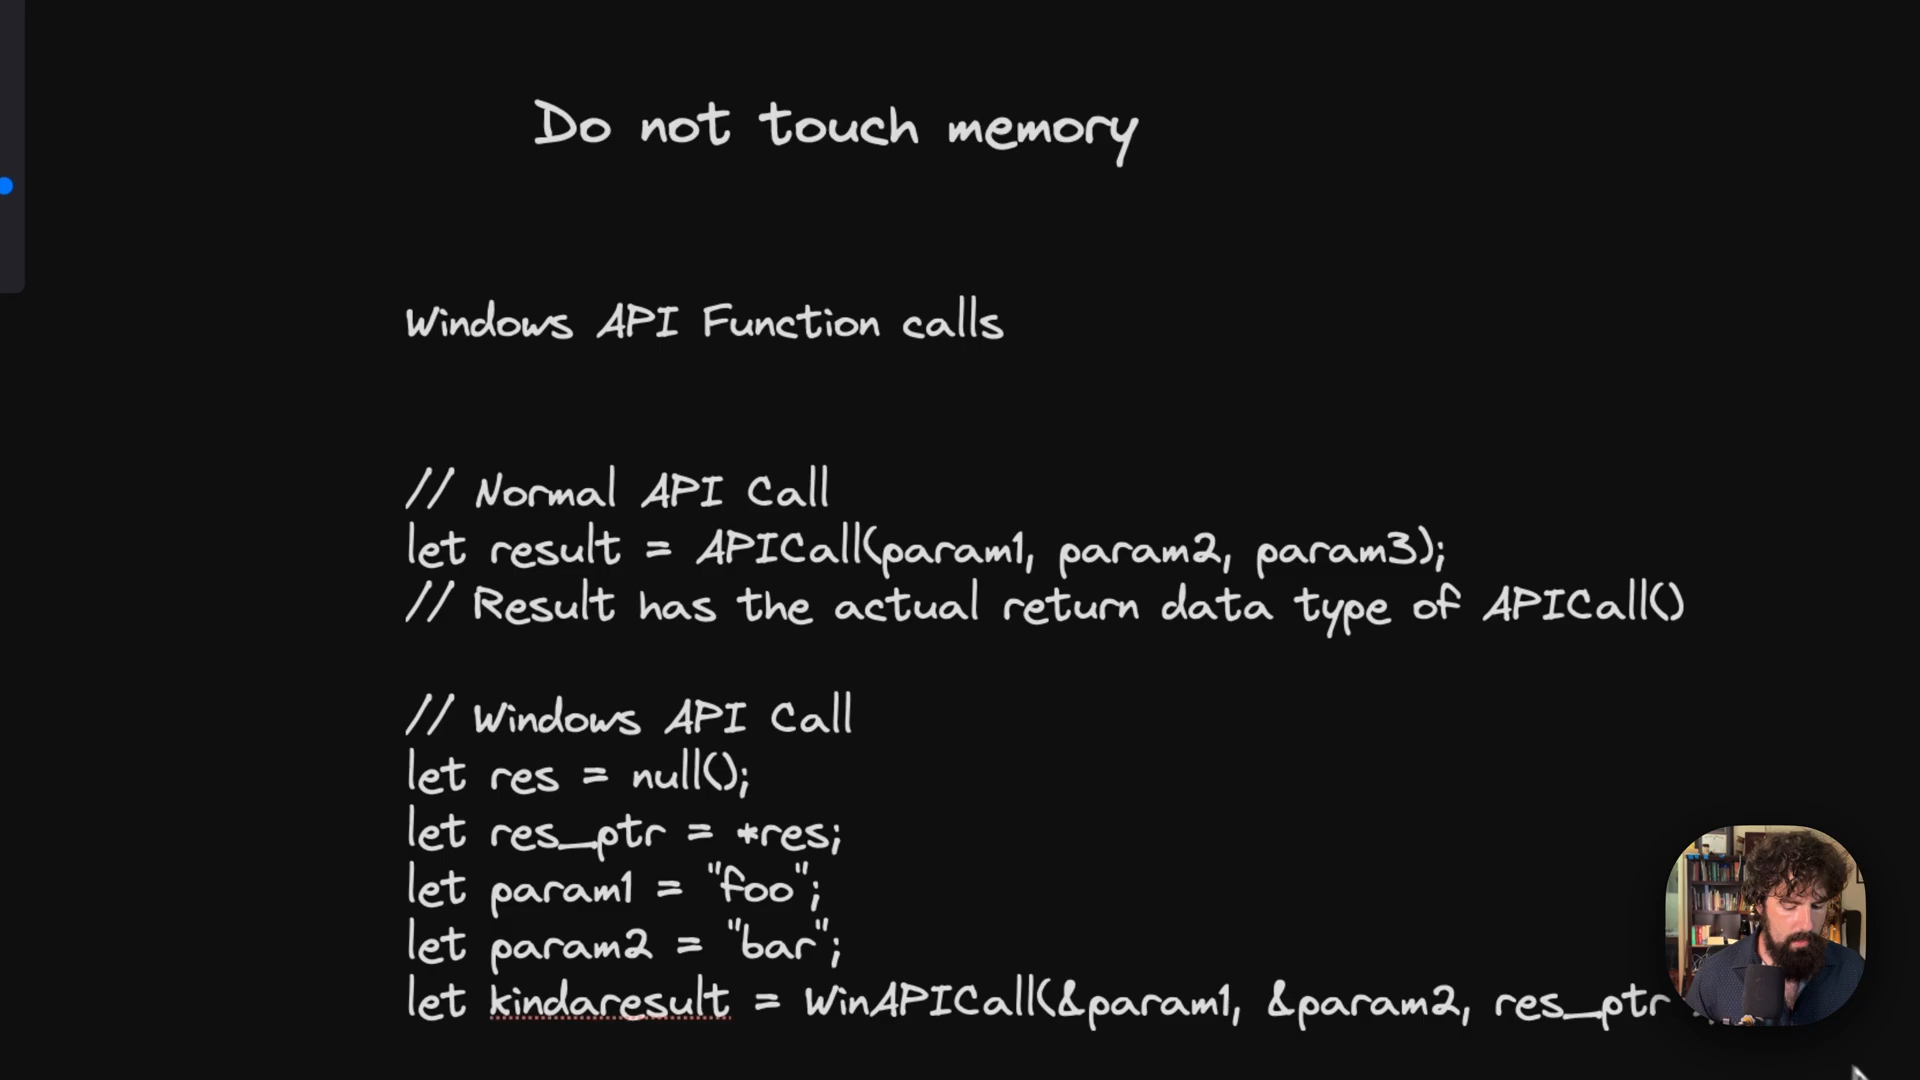 Do not touch memory
Windows API Function calls
// Normal API Call
let result = APICall(param1, param2, param3);
// Result has the actual return data type of APICall()
// Windows API Call
let res = null();
let res_ptr = *res;
let param1 = "foo";
let param2 = "bar";
let kindaresult = WinAPICall(&param1, &param2, res_ptr